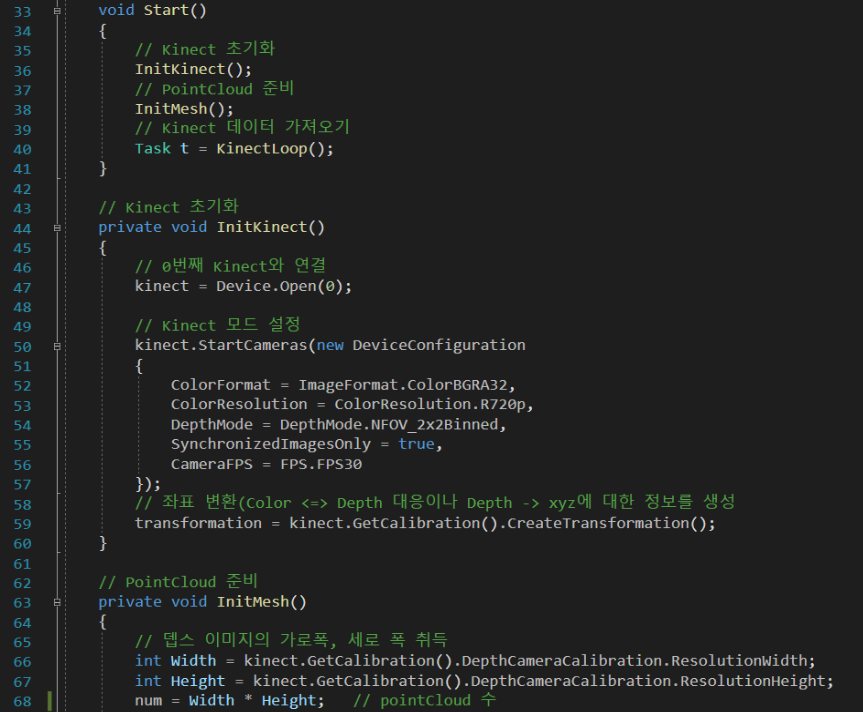 33 void Start()
34 {
35 // Kinect 초기화
36 InitKinect();
37 // PointCloud 준비
38 InitMesh();
39 // Kinect 데이터 가져오기
40 Task t = KinectLoop();
41 }
42
43 // Kinect 초기화
44 private void InitKinect()
45 {
46 // 0번째 Kinect와 연결
47 kinect = Device.Open(0);
48
49 // Kinect 모드 설정
50 kinect.StartCameras(new DeviceConfiguration
51 {
52 ColorFormat = ImageFormat.ColorBGRA32,
53 ColorResolution = ColorResolution.R720p,
54 DepthMode = DepthMode.NFOV_2x2Binned,
55 SynchronizedImagesOnly = true,
56 CameraFPS = FPS.FPS30
57 });
58 // 좌표 변환(Color <=> Depth 대응이나 Depth -> xyz에 대한 정보를 생성
59 transformation = kinect.GetCalibration().CreateTransformation();
60 }
61
62 // PointCloud 준비
63 private void InitMesh()
64 {
65 // 뎁스 이미지의 가로폭, 세로 폭 취득
66 int Width = kinect.GetCalibration().DepthCameraCalibration.ResolutionWidth;
67 int Height = kinect.GetCalibration().DepthCameraCalibration.ResolutionHeight;
68 num = Width * Height; // pointCloud 수